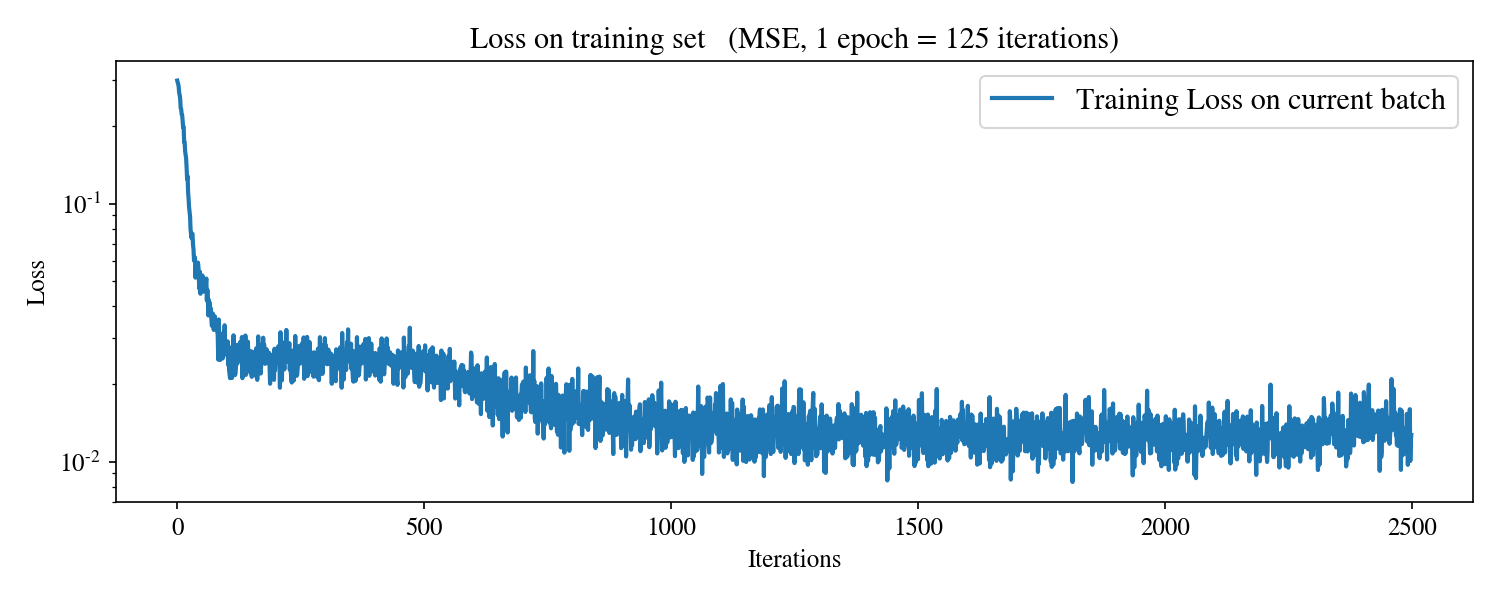 Loss on training set (MSE, 1 epoch = 125 iterations)
Training Loss on current batch
Loss
10-1
10-2
0 500 1000 1500 2000 2500
Iterations